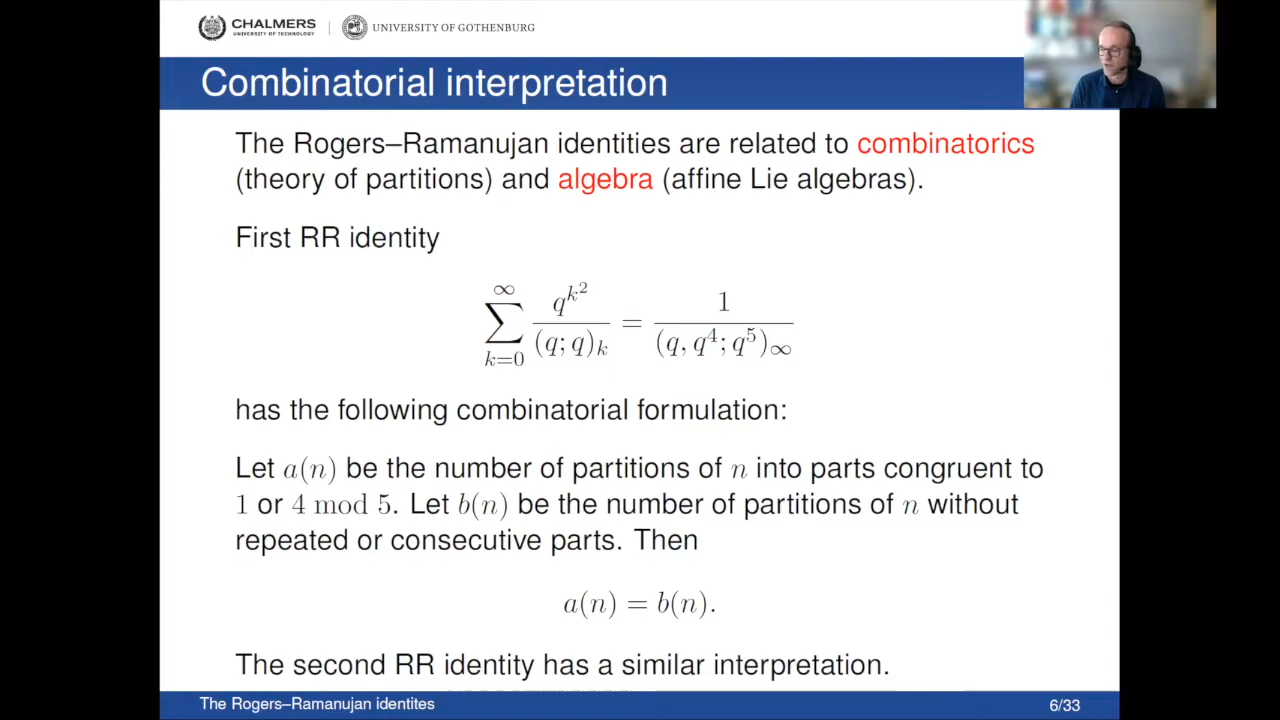 CHALMERS
UNIVERSITY OF TECHNOLOGY
UNIVERSITY OF GOTHENBURG
Combinatorial interpretation
The Rogers–Ramanujan identities are related to combinatorics
(theory of partitions) and algebra (affine Lie algebras).
First RR identity
∑_{k=0}^{∞} q^{k^2} / (q; q)_k = 1 / (q, q^4; q^5)_∞
has the following combinatorial formulation:
Let a(n) be the number of partitions of n into parts congruent to
1 or 4 mod 5. Let b(n) be the number of partitions of n without
repeated or consecutive parts. Then
a(n) = b(n).
The second RR identity has a similar interpretation.
The Rogers–Ramanujan identites
6/33